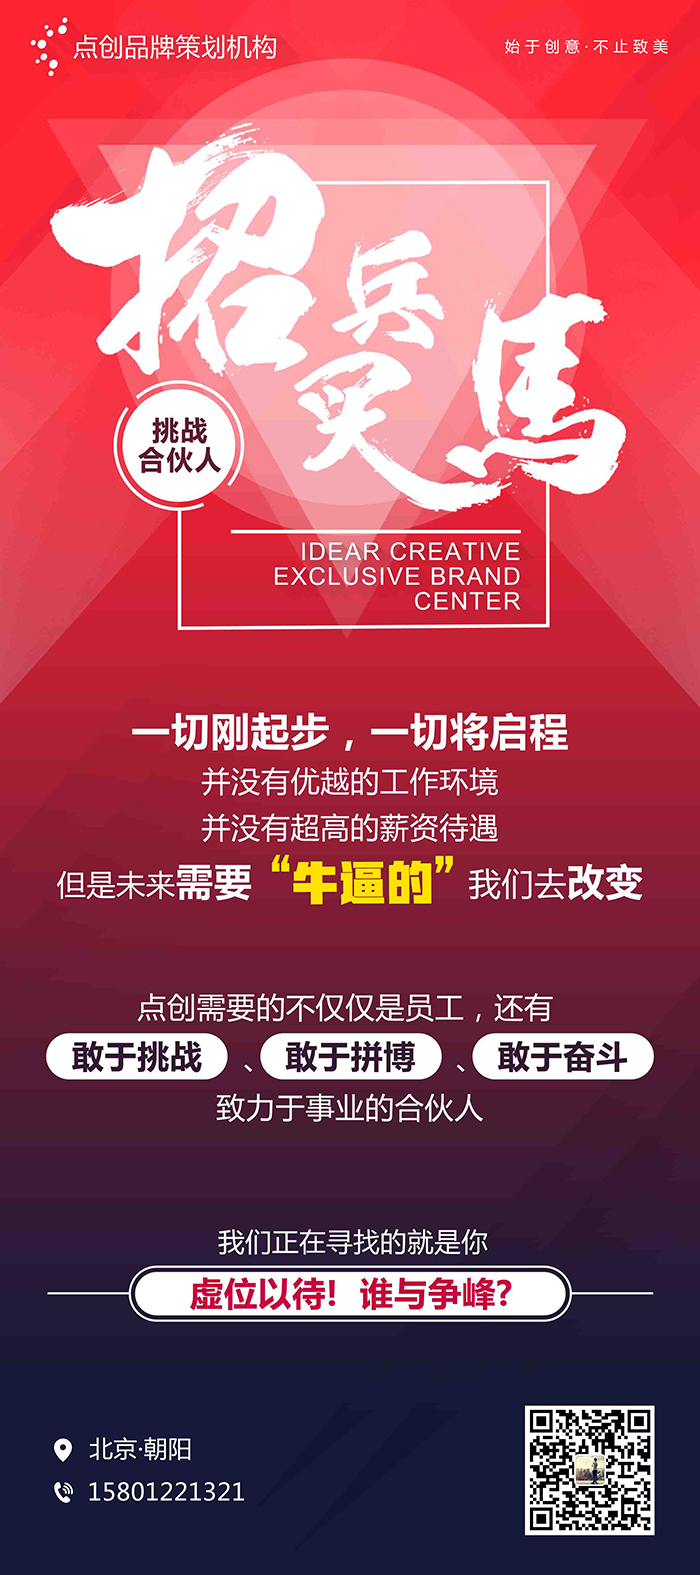 点创品牌策划机构
始于创意·不止致美
招兵买馬
挑战
合伙人
IDEAR CREATIVE
EXCLUSIVE BRAND
CENTER
一切刚起步，一切将启程
并没有优越的工作环境
并没有超高的薪资待遇
但是未来需要“牛逼的”我们去改变
点创需要的不仅仅是员工，还有
敢于挑战、敢于拼博、敢于奋斗
致力于事业的合伙人
我们正在寻找的就是你
虚位以待！谁与争峰？
北京·朝阳
15801221321